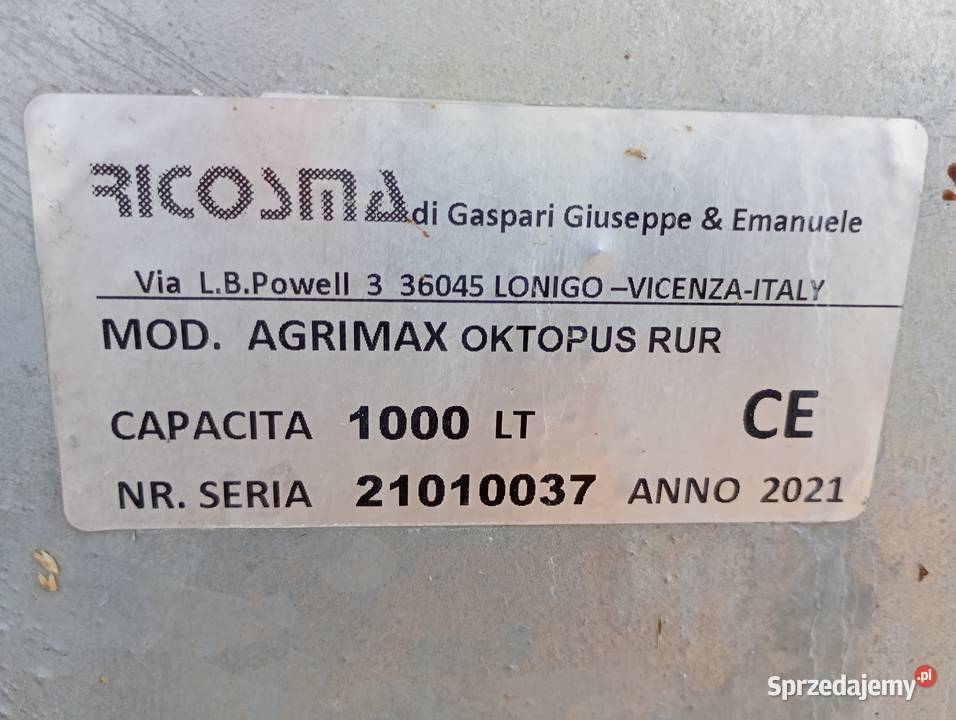 RICOSMA di Gaspari Giuseppe & Emanuele
Via L.B.Powell 3 36045 LONIGO –VICENZA-ITALY
MOD. AGRIMAX OKTOPUS RUR
CAPACITA 1000 LT CE
NR. SERIA 21010037 ANNO 2021
Sprzedajemy.pl